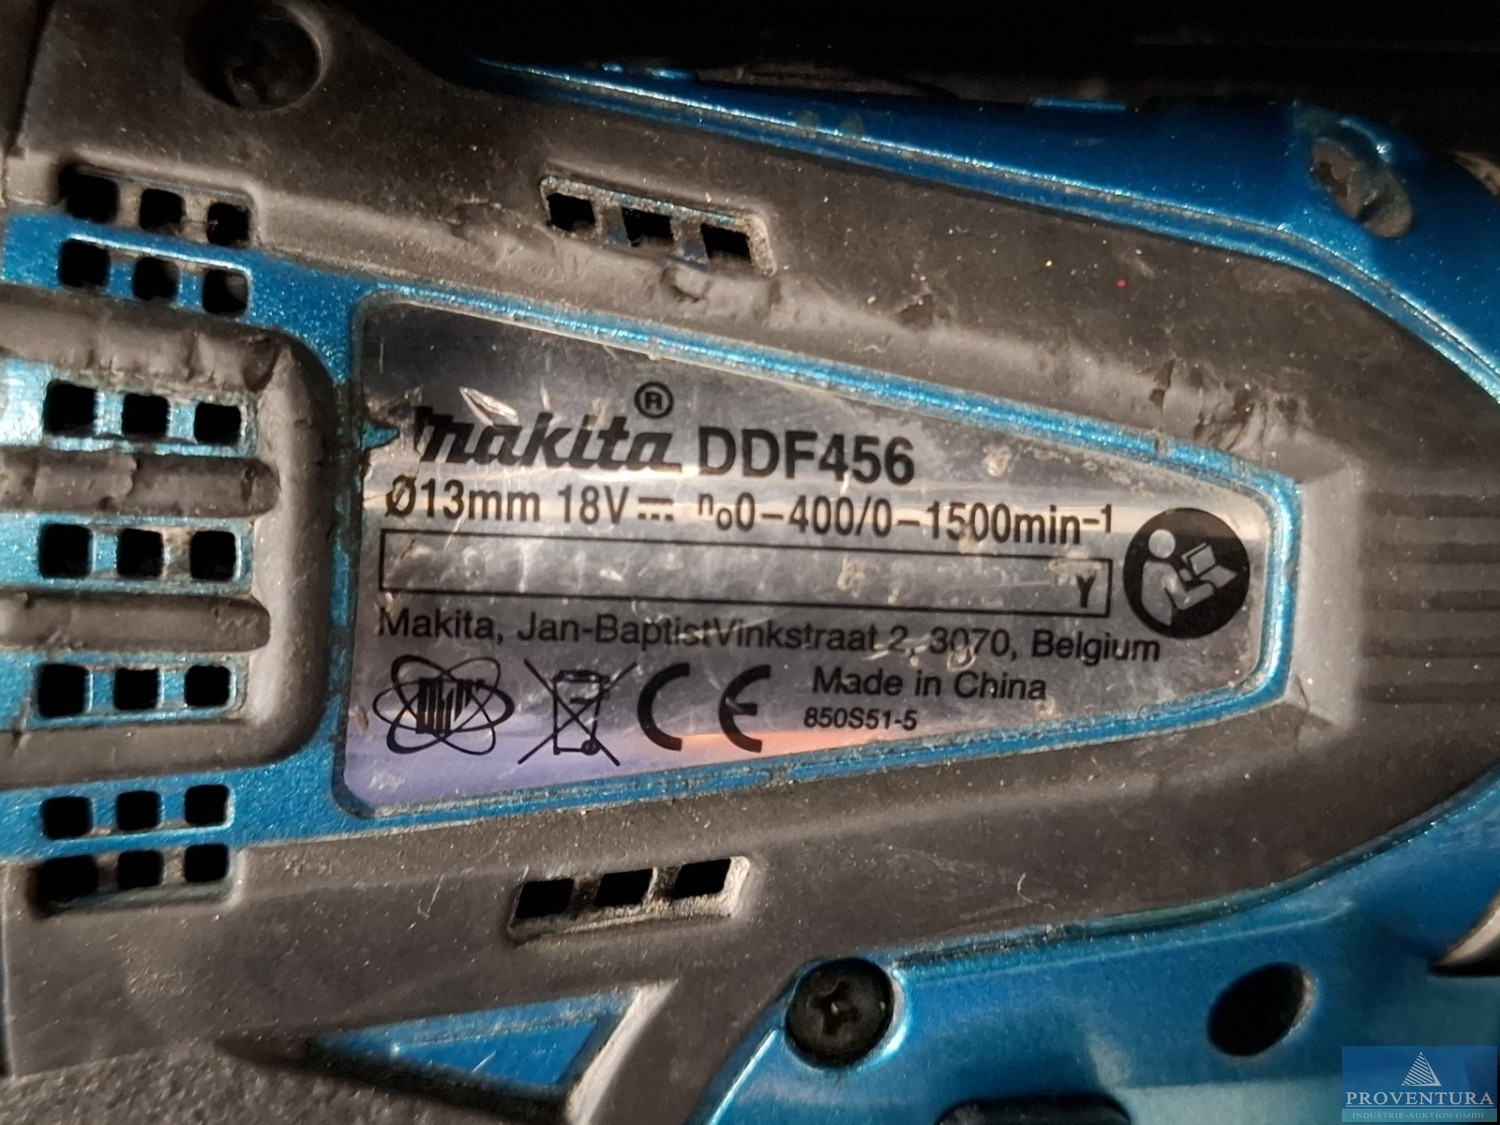 makita® DDF456
Ø13mm 18V⎓ n₀0-400/0-1500min⁻¹
Y
Makita, Jan-BaptistVinkstraat 2, 3070, Belgium
CE
Made in China
850S51-5
PROVENTURA
INDUSTRIE-AUKTION GMBH